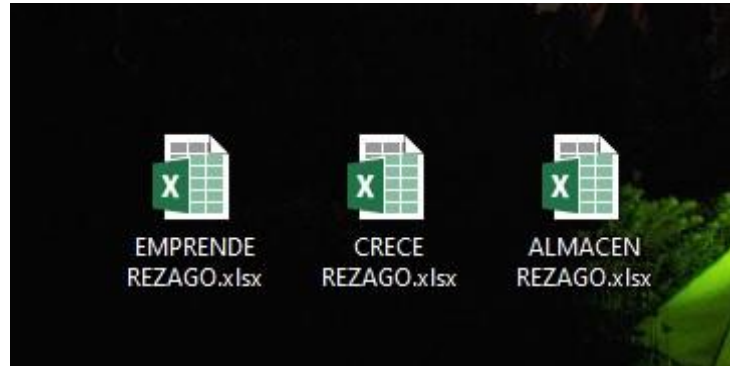 EMPRENDE
REZAGO.xlsx
CRECE
REZAGO.xlsx
ALMACEN
REZAGO.xlsx